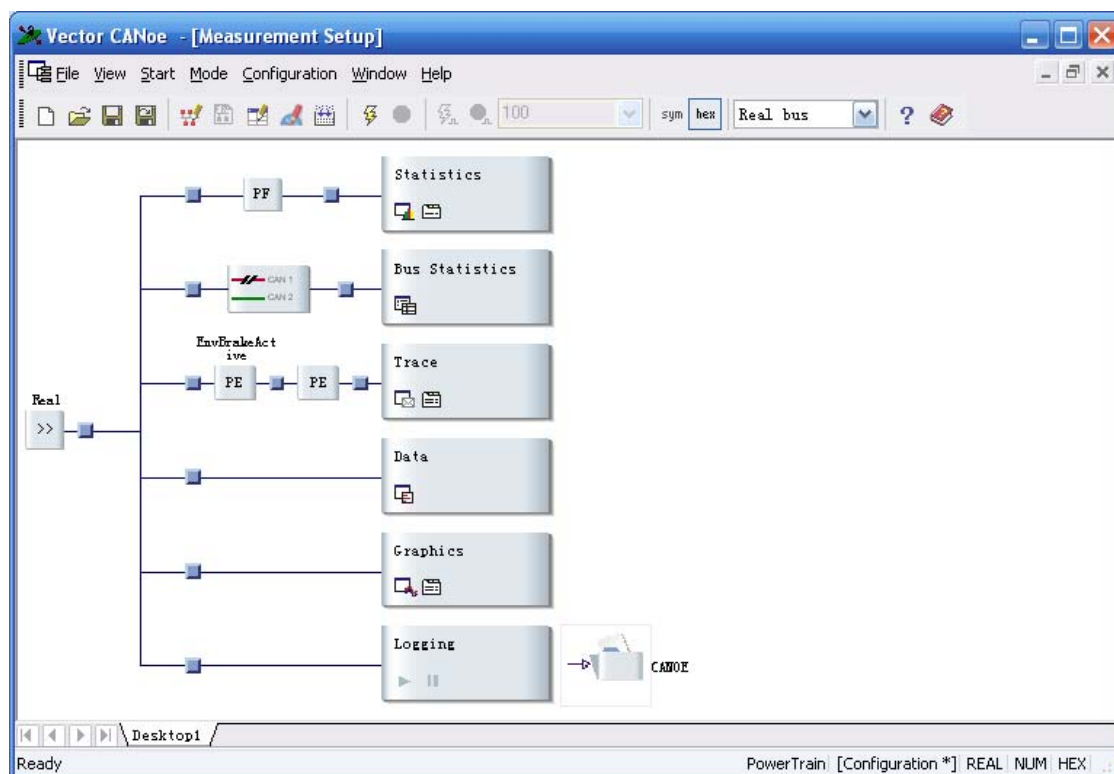 Vector CANoe - [Measurement Setup]
File View Start Mode Configuration Window Help
100 sym hex Real bus ?
Statistics
PF
Bus Statistics
CAN 1
CAN 2
EnvBrakeAct
ive
Trace
PE PE
Real
>>
Data
Graphics
Logging
CANOE
Desktop1
Ready PowerTrain [Configuration *] REAL NUM HEX